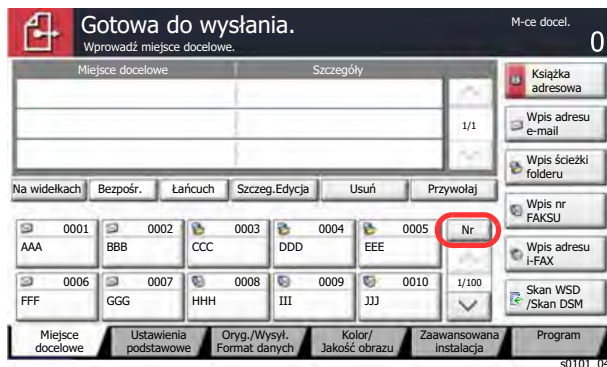 Gotowa do wysłania.
Wprowadź miejsce docelowe.
M-ce docel.
0
Miejsce docelowe Szczegóły
1/1
Książka
adresowa
Wpis adresu
e-mail
Wpis ścieżki
folderu
Wpis nr
FAKSU
Wpis adresu
i-FAX
Skan WSD
/Skan DSM
Na widełkach Bezpośr. Łańcuch Szczeg.Edycja Usuń Przywołaj
0001 0002 0003 0004 0005 Nr
AAA BBB CCC DDD EEE
0006 0007 0008 0009 0010 1/100
FFF GGG HHH III JJJ
Miejsce
docelowe
Ustawienia
podstawowe
Oryg./Wysył.
Format danych
Kolor/
Jakość obrazu
Zaawansowana
instalacja
Program